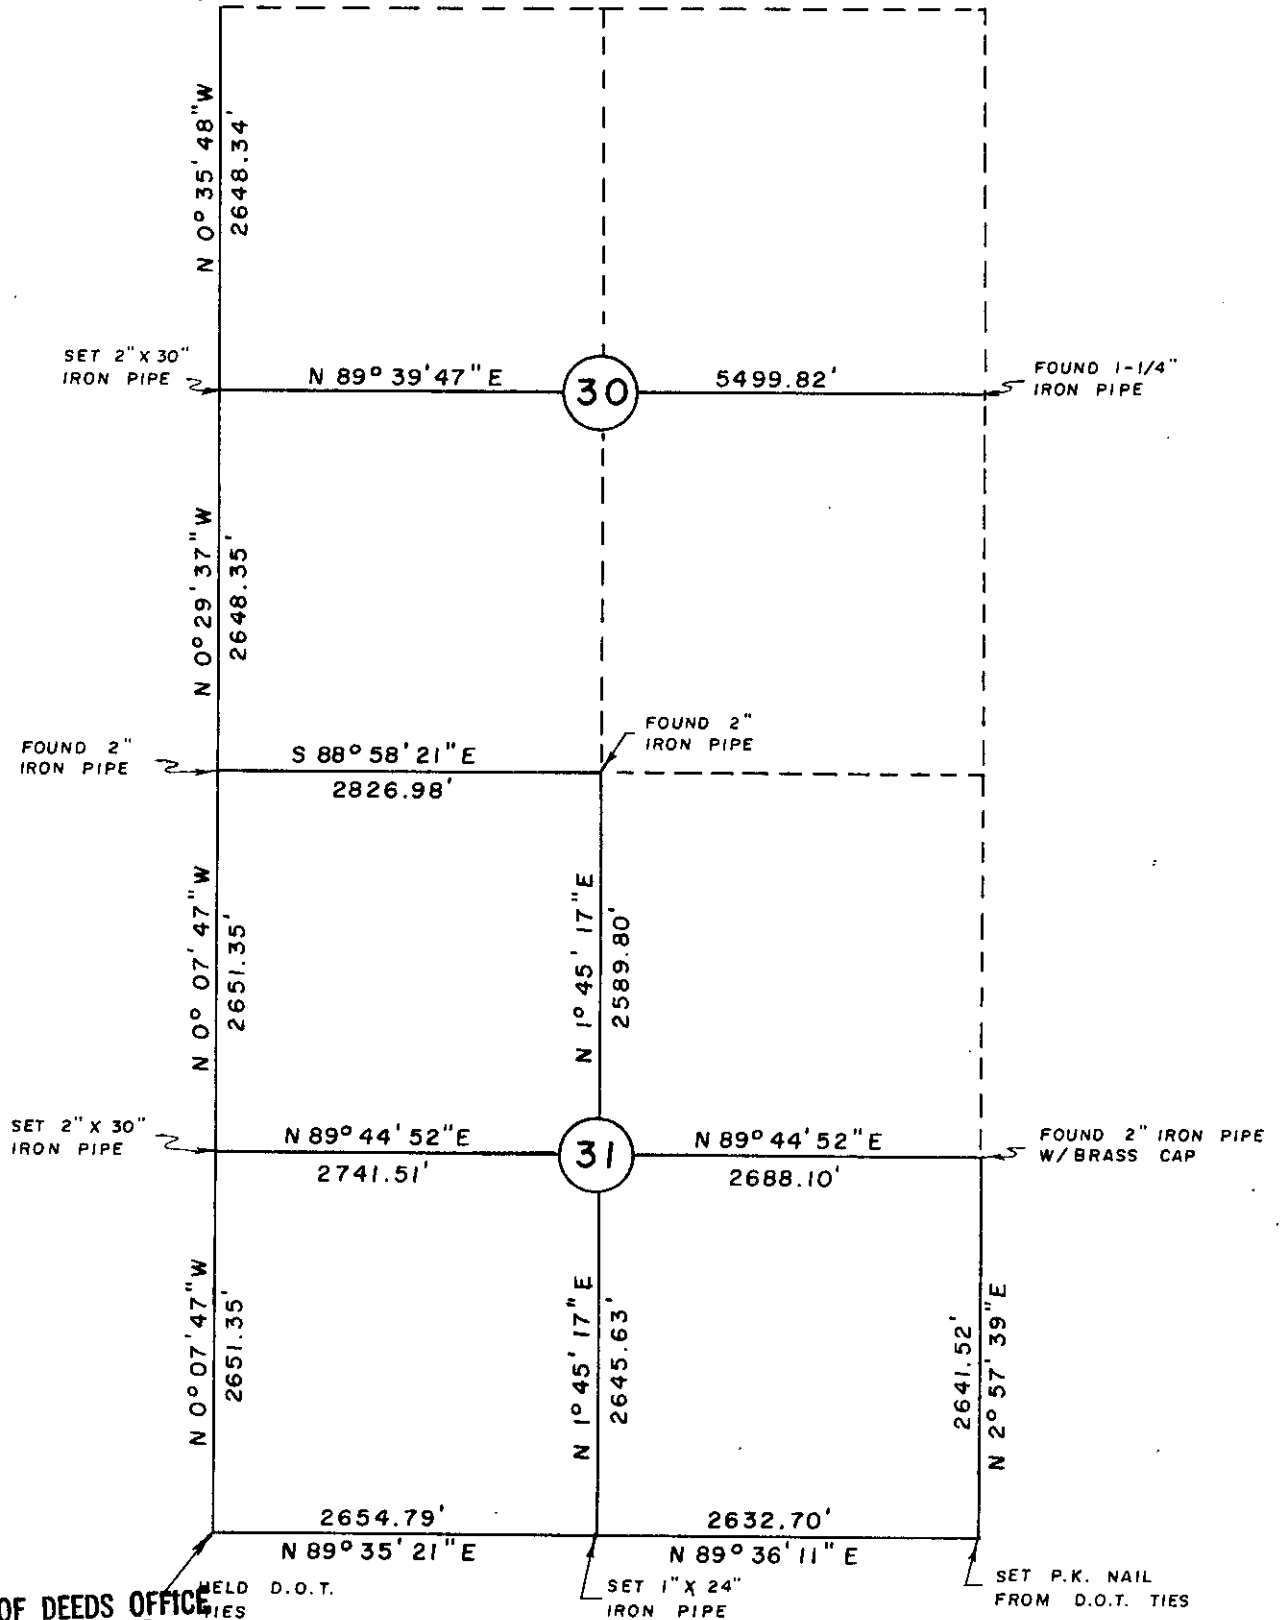 N 0° 35' 48" W
2648.34'
SET 2" X 30"
IRON PIPE
N 89° 39' 47" E
30
5499.82'
FOUND 1-1/4"
IRON PIPE
N 0° 29' 37" W
2648.35'
FOUND 2"
IRON PIPE
S 88° 58' 21" E
2826.98'
FOUND 2"
IRON PIPE
N 0° 07' 47" W
2651.35'
N 1° 45' 17" E
2589.80'
SET 2" X 30"
IRON PIPE
N 89° 44' 52" E
2741.51'
31
N 89° 44' 52" E
2688.10'
FOUND 2" IRON PIPE
W/ BRASS CAP
N 0° 07' 47" W
2651.35'
N 1° 45' 17" E
2645.63'
2641.52'
N 2° 57' 39" E
2654.79'
N 89° 35' 21" E
2632.70'
N 89° 36' 11" E
HELD D.O.T.
TIES
SET 1" X 24"
IRON PIPE
SET P.K. NAIL
FROM D.O.T. TIES
OF DEEDS OFFICE